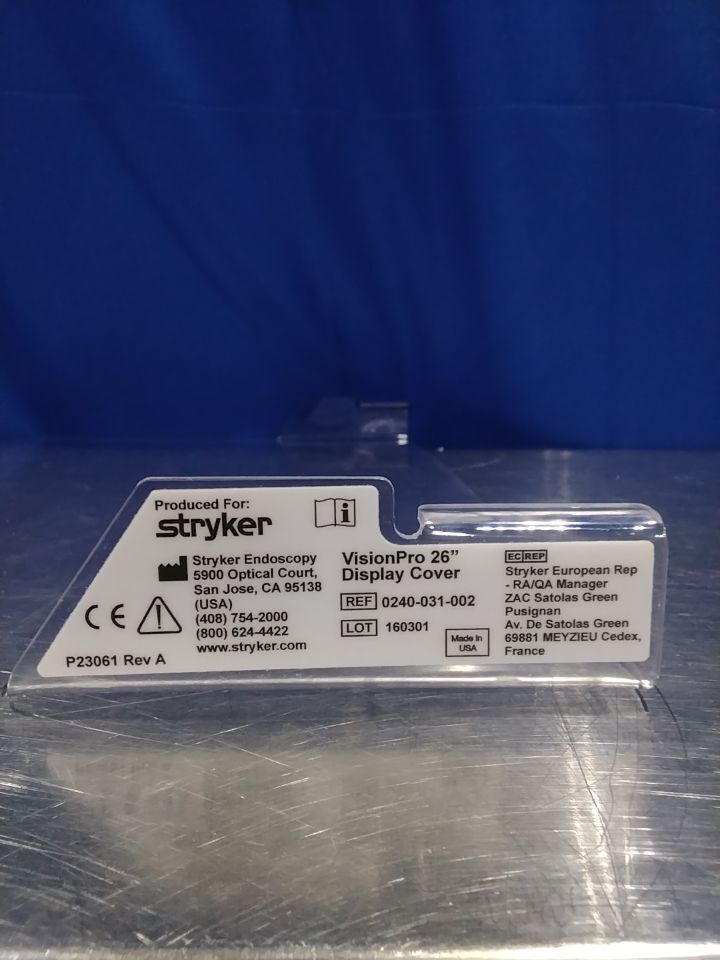 Produced For:
stryker
Stryker Endoscopy
5900 Optical Court,
San Jose, CA 95138
(USA)
(408) 754-2000
(800) 624-4422
www.stryker.com
CE
P23061 Rev A
VisionPro 26”
Display Cover
REF 0240-031-002
LOT 160301
Made In
USA
EC REP
Stryker European Rep
- RA/QA Manager
ZAC Satolas Green
Pusignan
Av. De Satolas Green
69881 MEYZIEU Cedex,
France